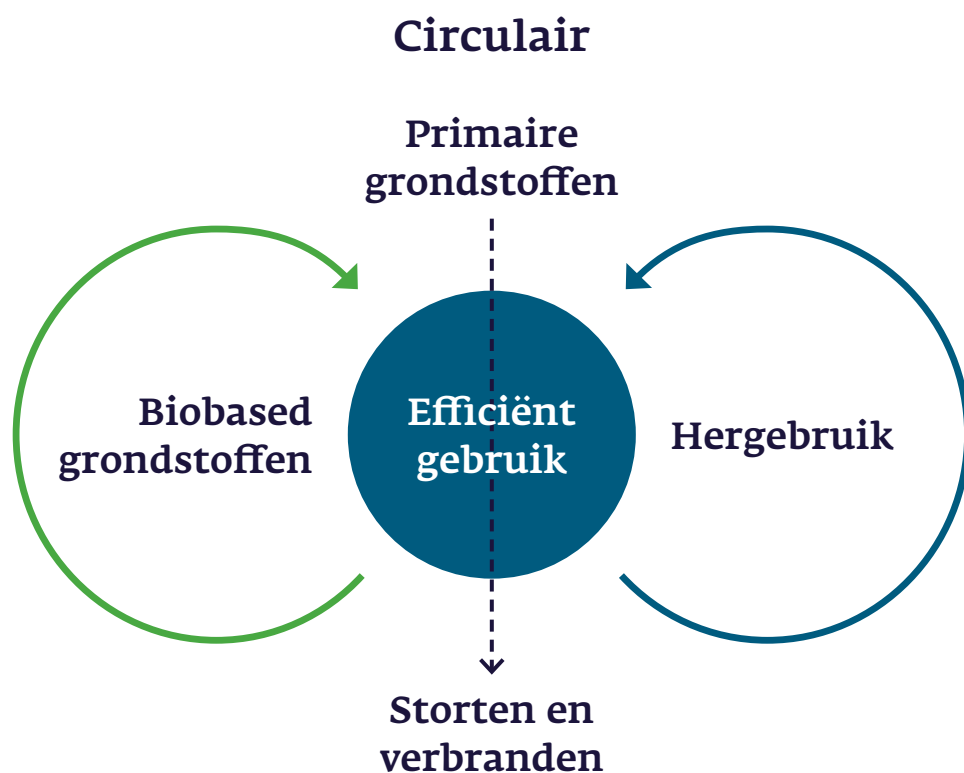 Circulair
Primaire
grondstoffen
Biobased
grondstoffen
Efficiënt
gebruik
Hergebruik
Storten en
verbranden